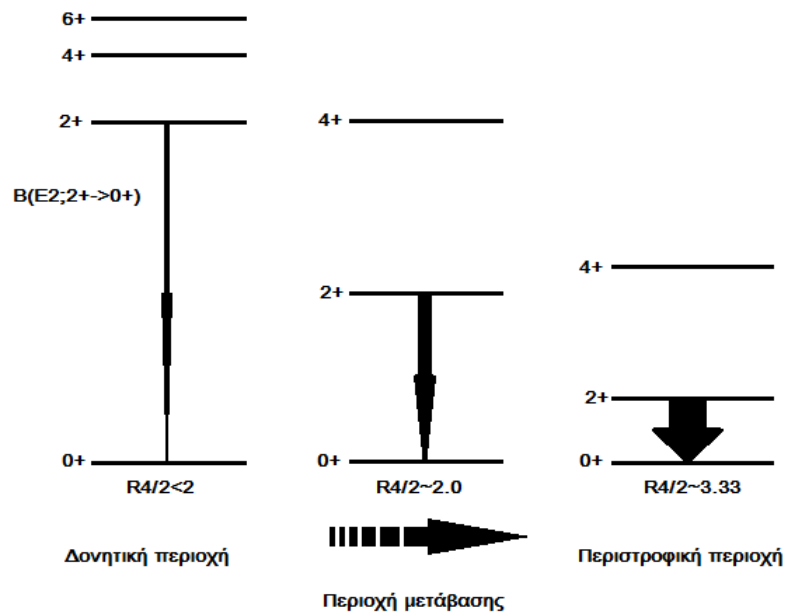 6+
4+
2+
B(E2;2+->0+)
0+
R4/2<2
Δονητική περιοχή
4+
2+
0+
R4/2~2.0
Περιοχή μετάβασης
4+
2+
0+
R4/2~3.33
Περιστροφική περιοχή